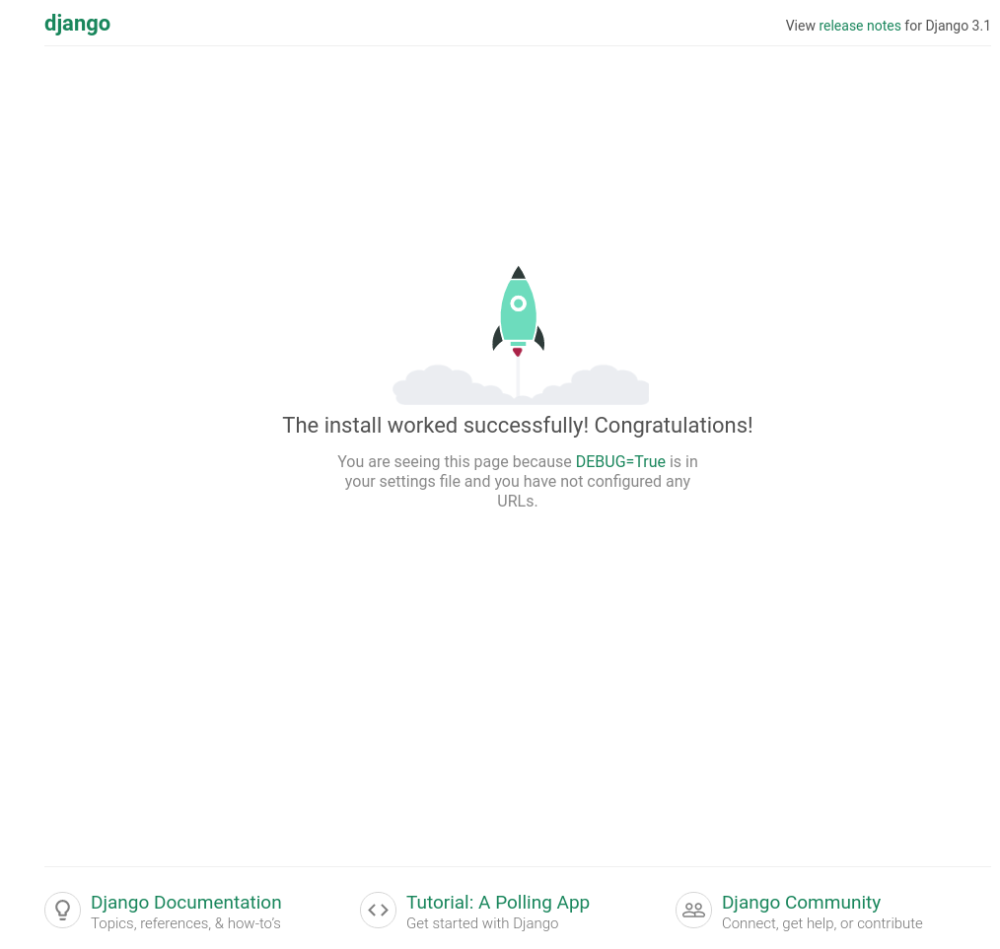 django
View release notes for Django 3.1
The install worked successfully! Congratulations!
You are seeing this page because DEBUG=True is in
your settings file and you have not configured any
URLs.
Django Documentation
Topics, references, & how-to's
Tutorial: A Polling App
Get started with Django
Django Community
Connect, get help, or contribute